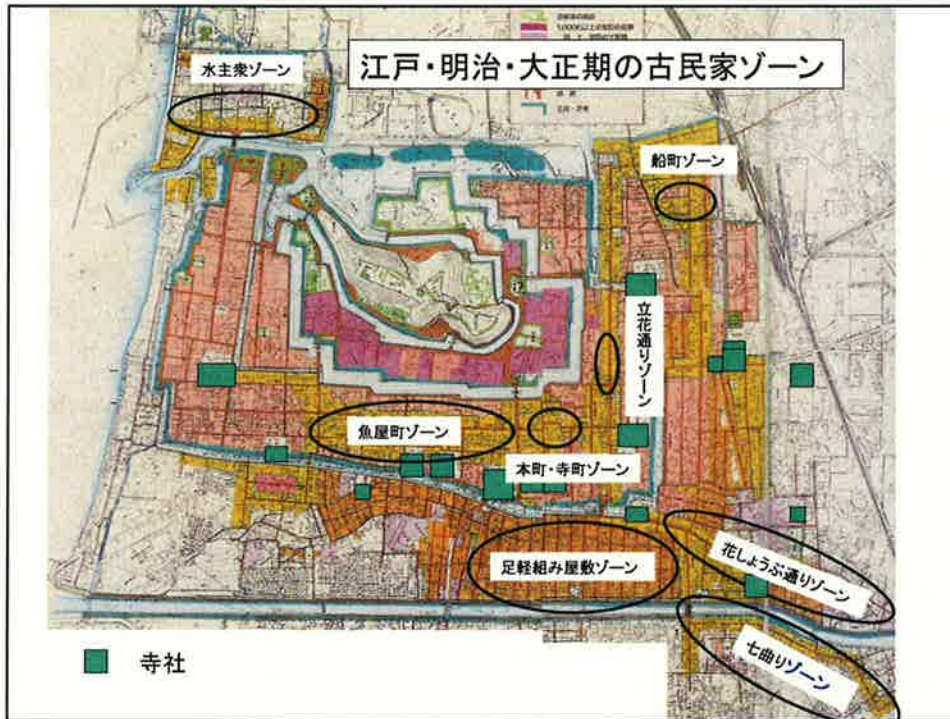 江戸・明治・大正期の古民家ゾーン
水主衆ゾーン
船町ゾーン
立花通りゾーン
魚屋町ゾーン
本町・寺町ゾーン
足軽組み屋敷ゾーン
花しょうぶ通りゾーン
七曲りゾーン
寺社